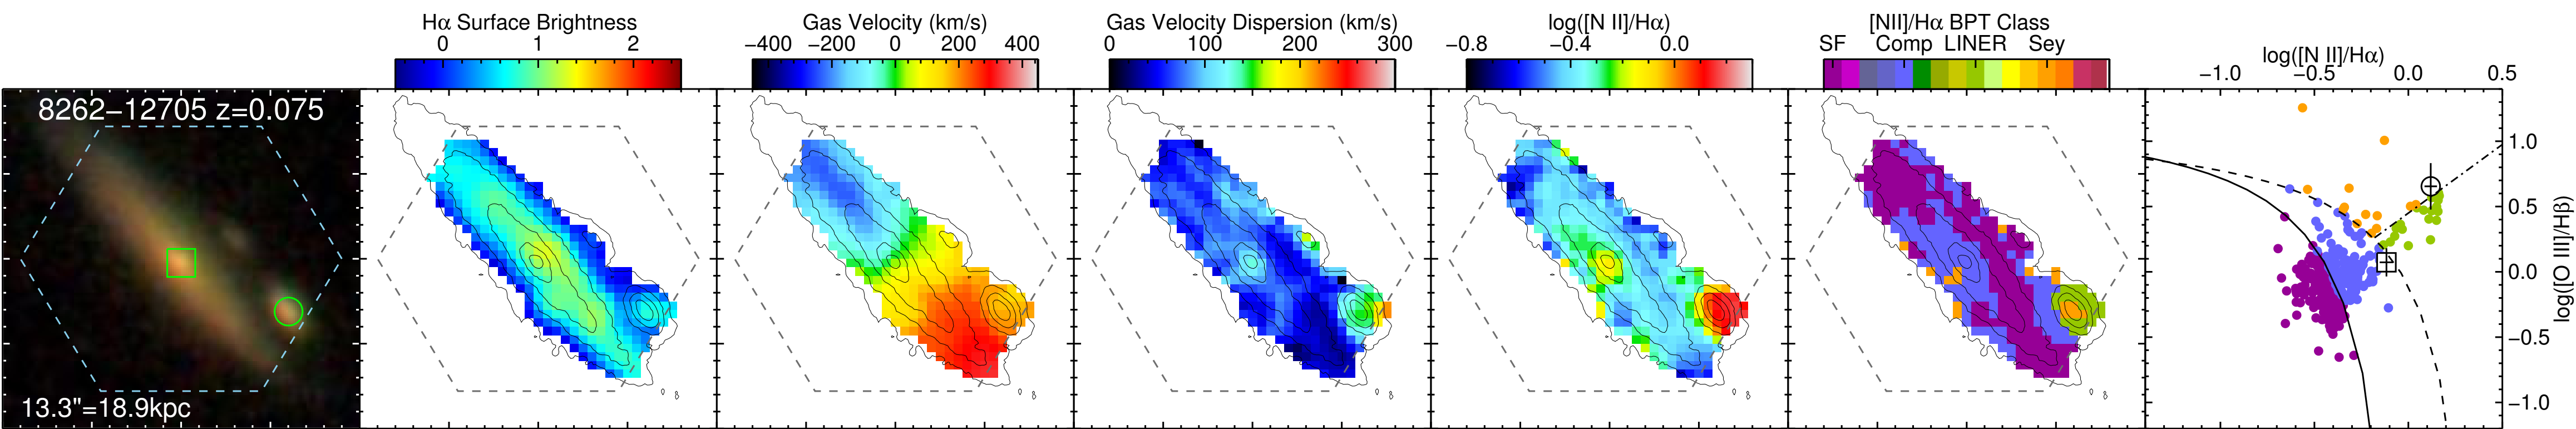 Hα Surface Brightness
0 1 2
Gas Velocity (km/s)
−400 −200 0 200 400
Gas Velocity Dispersion (km/s)
0 100 200 300
log([N II]/Hα)
−0.8 −0.4 0.0
[NII]/Hα BPT Class
SF Comp LINER Sey
log([N II]/Hα)
−1.0 −0.5 0.0 0.5
8262−12705 z=0.075
13.3"=18.9kpc
1.0
0.5
0.0
−0.5
−1.0
log([O III]/Hβ)